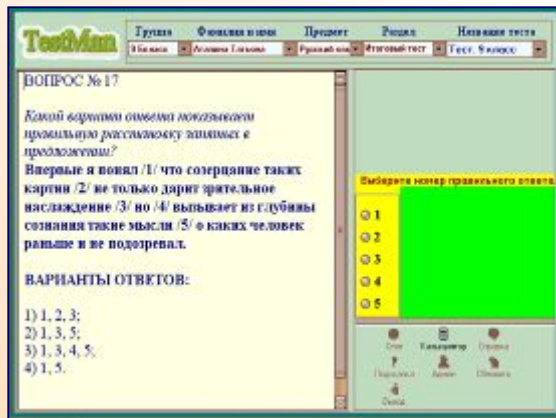 TestMan
Группа Фамилия и имя Предмет Раздел Название теста
Итоговый тест Тест. 9 класс
ВОПРОС № 17
Какой вариант ответа показывает
правильную расстановку запятых в
предложении?
Впервые я понял /1/ что созерцание таких
картин /2/ не только дарит зрительное
наслаждение /3/ но /4/ вызывает из глубины
сознания такие мысли /5/ о каких человек
раньше и не подозревал.
ВАРИАНТЫ ОТВЕТОВ:
1) 1, 2, 3;
2) 1, 3, 5;
3) 1, 3, 4, 5;
4) 1, 5.
Выберите номер правильного ответа
1
2
3
4
5
Калькулятор Справка
Подсказка
Выход